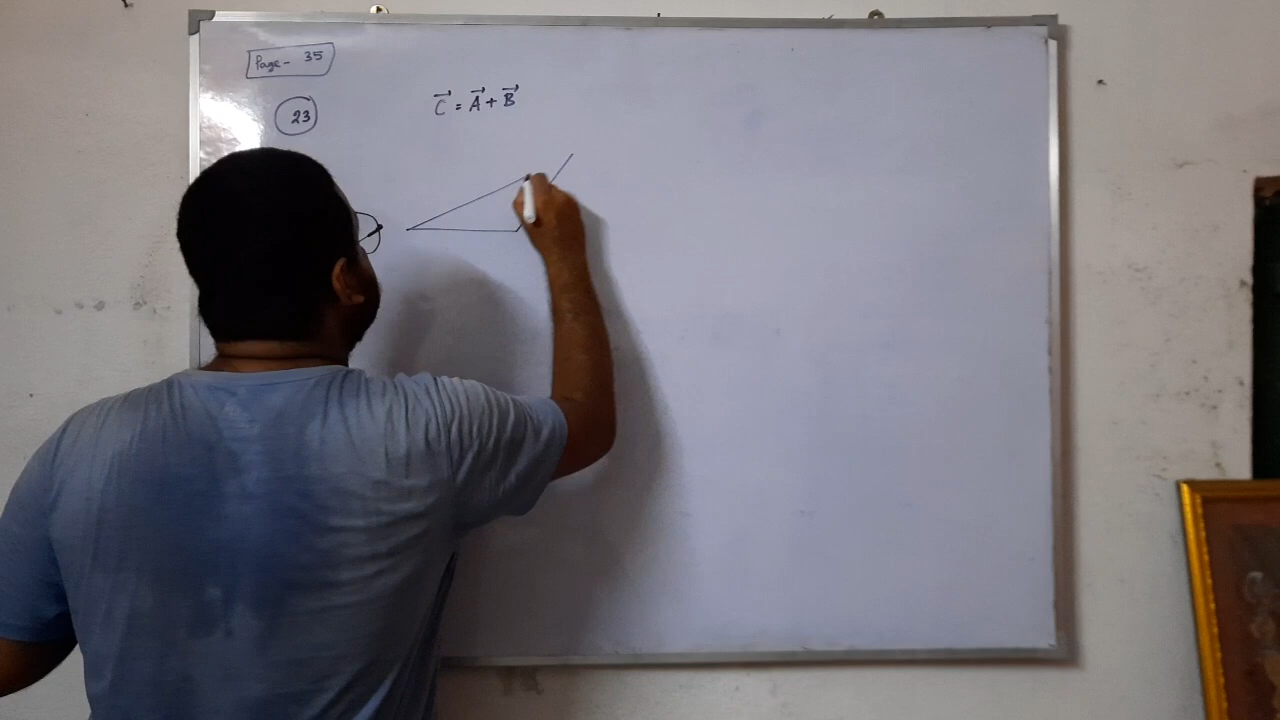 Page - 35
23
C⃗ = A⃗ + B⃗